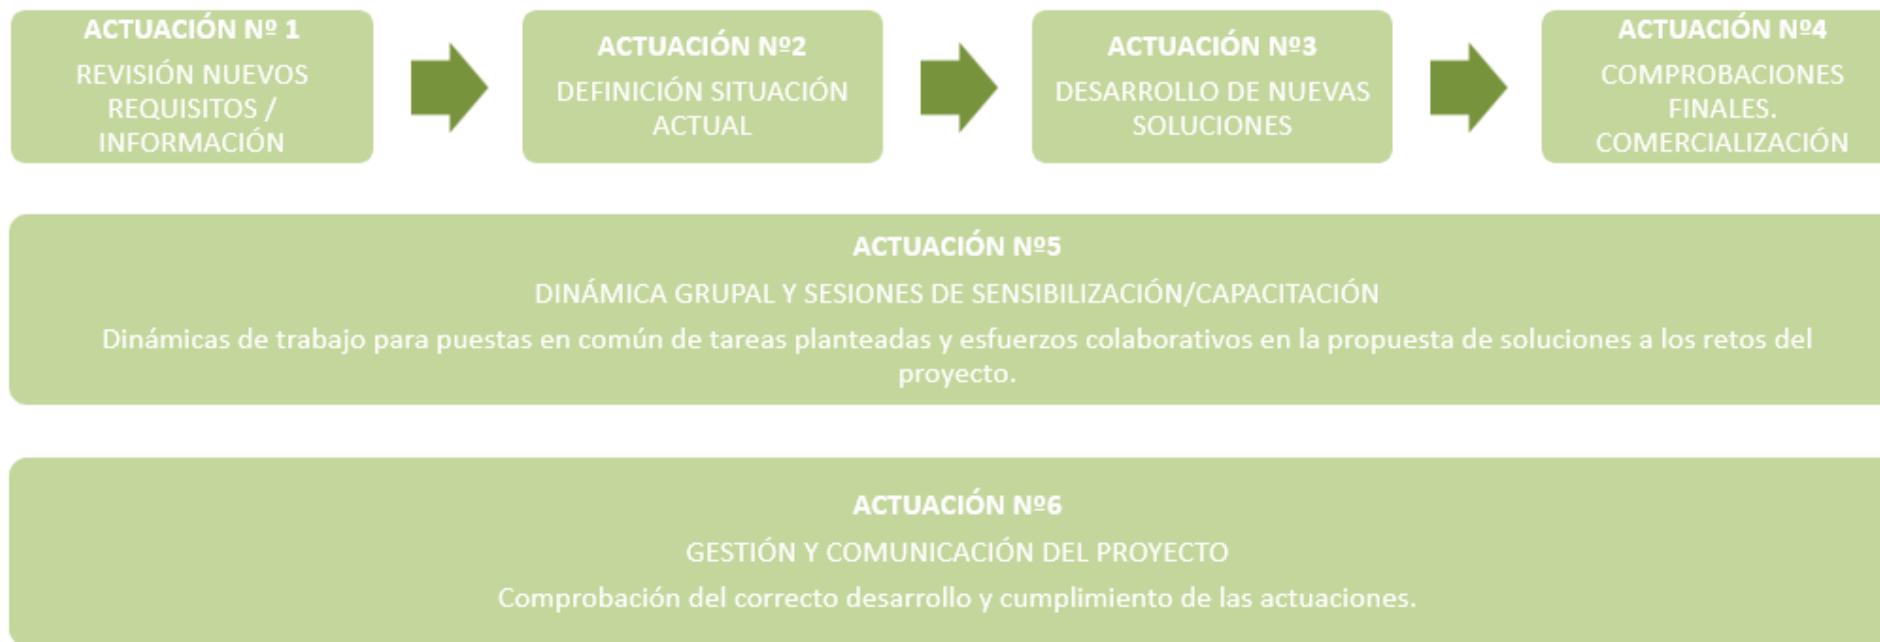 ACTUACIÓN Nº 1
REVISIÓN NUEVOS
REQUISITOS /
INFORMACIÓN
ACTUACIÓN Nº2
DEFINICIÓN SITUACIÓN
ACTUAL
ACTUACIÓN Nº3
DESARROLLO DE NUEVAS
SOLUCIONES
ACTUACIÓN Nº4
COMPROBACIONES
FINALES.
COMERCIALIZACIÓN
ACTUACIÓN Nº5
DINÁMICA GRUPAL Y SESIONES DE SENSIBILIZACIÓN/CAPACITACIÓN
Dinámicas de trabajo para puestas en común de tareas planteadas y esfuerzos colaborativos en la propuesta de soluciones a los retos del
proyecto.
ACTUACIÓN Nº6
GESTIÓN Y COMUNICACIÓN DEL PROYECTO
Comprobación del correcto desarrollo y cumplimiento de las actuaciones.